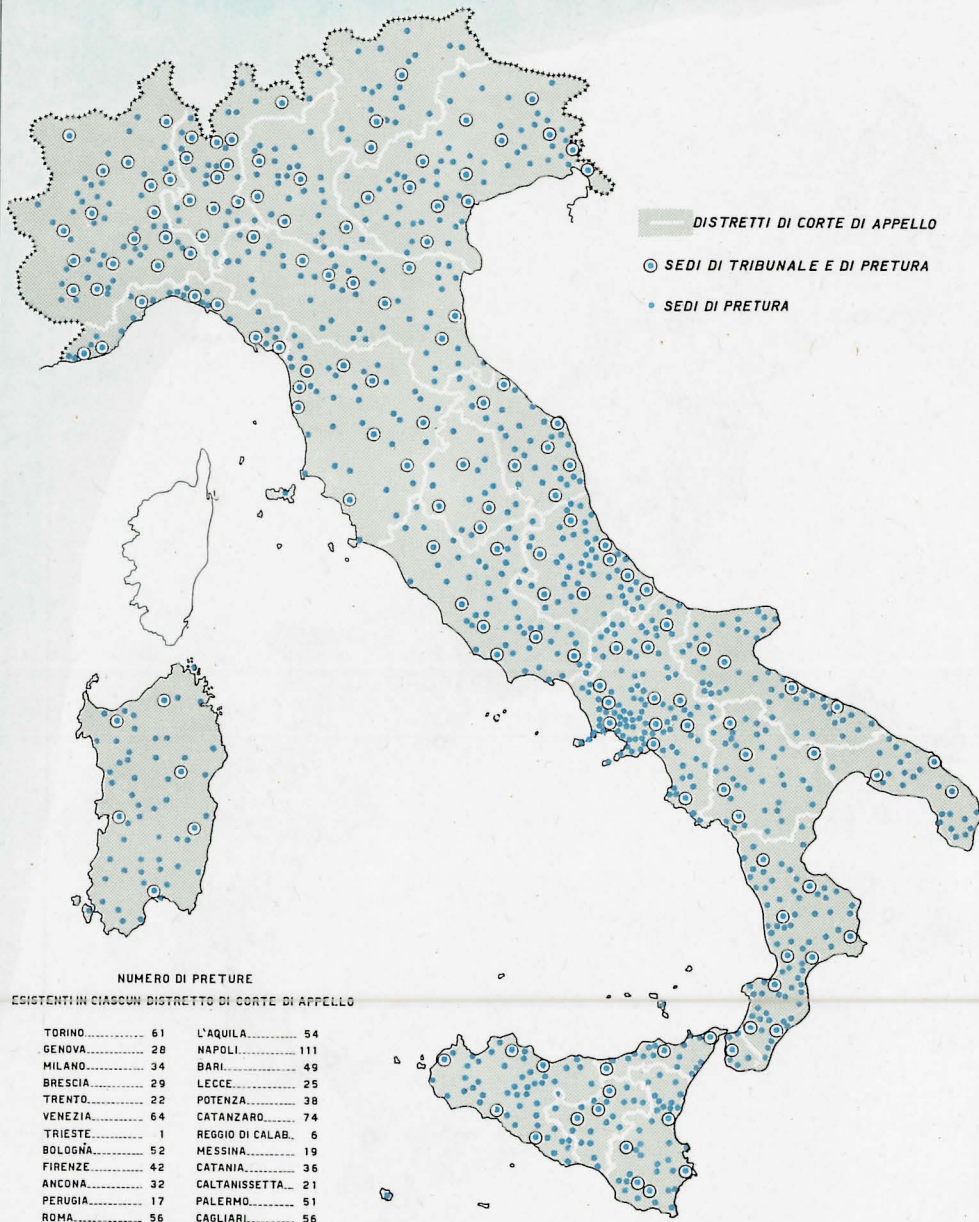 DISTRETTI DI CORTE DI APPELLO
SEDI DI TRIBUNALE E DI PRETURA
SEDI DI PRETURA
NUMERO DI PRETURE
ESISTENTI IN CIASCUN DISTRETTO DI CORTE DI APPELLO
TORINO 61
GENOVA 28
MILANO 34
BRESCIA 29
TRENTO 22
VENEZIA 64
TRIESTE 1
BOLOGNA 52
FIRENZE 42
ANCONA 32
PERUGIA 17
ROMA 56
L'AQUILA 54
NAPOLI 111
BARI 49
LECCE 25
POTENZA 38
CATANZARO 74
REGGIO DI CALAB. 6
MESSINA 19
CATANIA 36
CALTANISSETTA 21
PALERMO 51
CAGLIARI 56